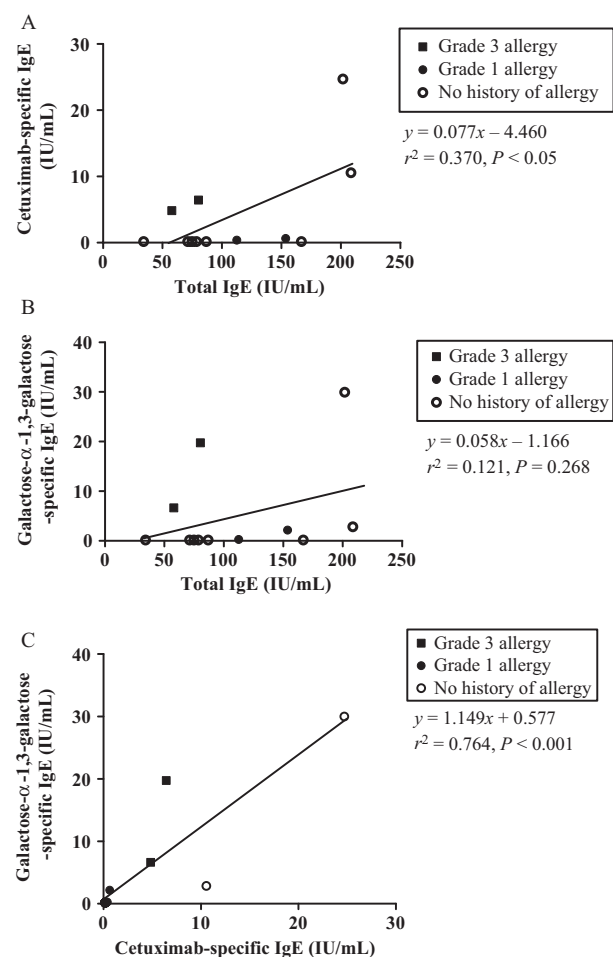 A
Cetuximab-specific IgE
(IU/mL)
30
20
10
0
0 50 100 150 200 250
Total IgE (IU/mL)
Grade 3 allergy
Grade 1 allergy
No history of allergy
y = 0.077x – 4.460
r² = 0.370, P < 0.05
B
Galactose-α-1,3-galactose
-specific IgE (IU/mL)
40
30
20
10
0
0 50 100 150 200 250
Total IgE (IU/mL)
Grade 3 allergy
Grade 1 allergy
No history of allergy
y = 0.058x – 1.166
r² = 0.121, P = 0.268
C
Galactose-α-1,3-galactose
-specific IgE (IU/mL)
40
30
20
10
0
0 10 20 30
Cetuximab-specific IgE (IU/mL)
Grade 3 allergy
Grade 1 allergy
No history of allergy
y = 1.149x + 0.577
r² = 0.764, P < 0.001